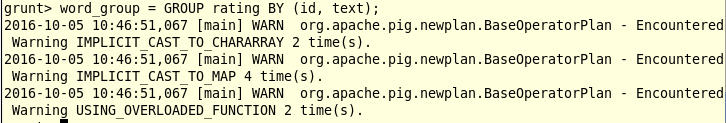 grunt> word_group = GROUP rating BY (id, text);
2016-10-05 10:46:51,067 [main] WARN  org.apache.pig.newplan.BaseOperatorPlan - Encountered
 Warning IMPLICIT_CAST_TO_CHARARRAY 2 time(s).
2016-10-05 10:46:51,067 [main] WARN  org.apache.pig.newplan.BaseOperatorPlan - Encountered
 Warning IMPLICIT_CAST_TO_MAP 4 time(s).
2016-10-05 10:46:51,067 [main] WARN  org.apache.pig.newplan.BaseOperatorPlan - Encountered
 Warning USING_OVERLOADED_FUNCTION 2 time(s).